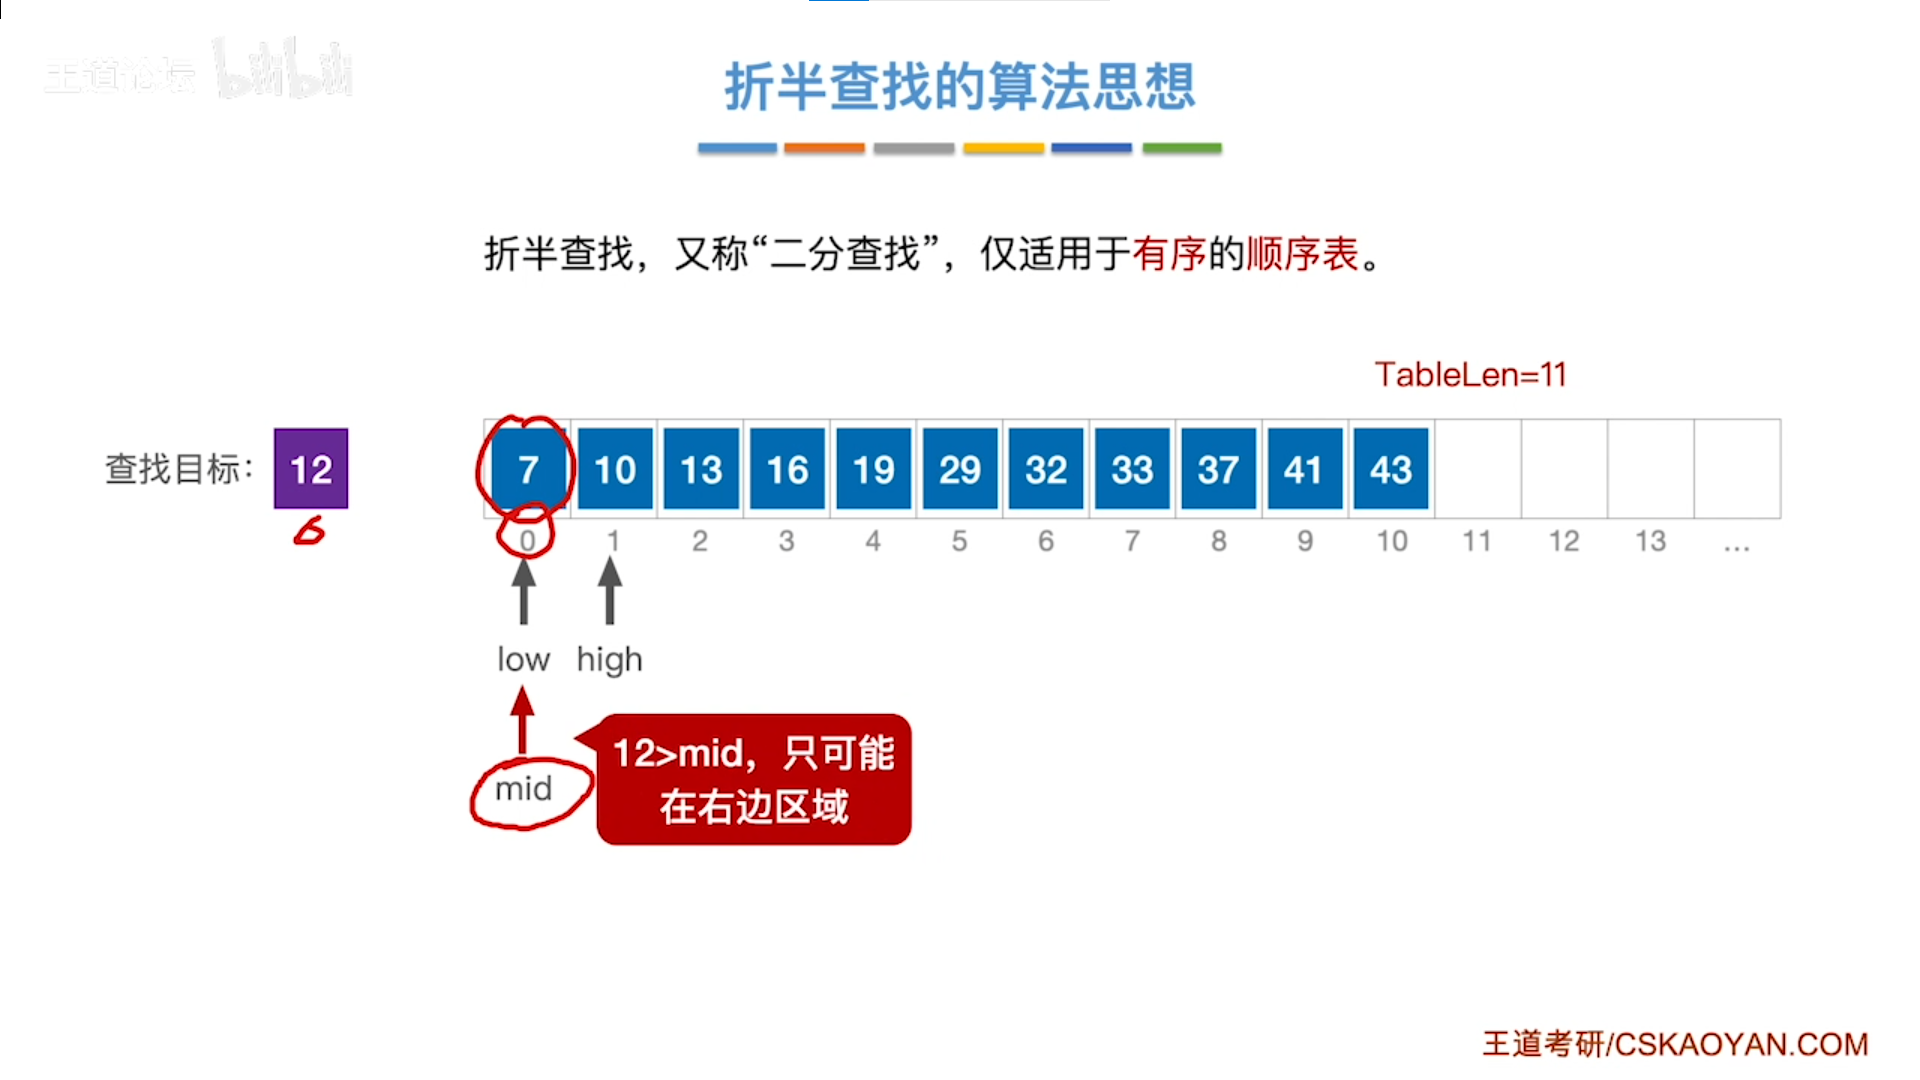 王道论坛 bilibili
折半查找的算法思想
折半查找，又称“二分查找”，仅适用于有序的顺序表。
TableLen=11
查找目标： 12
7 10 13 16 19 29 32 33 37 41 43
6
0 1 2 3 4 5 6 7 8 9 10 11 12 13 ...
low high
mid
12>mid，只可能
在右边区域
王道考研/CSKAOYAN.COM